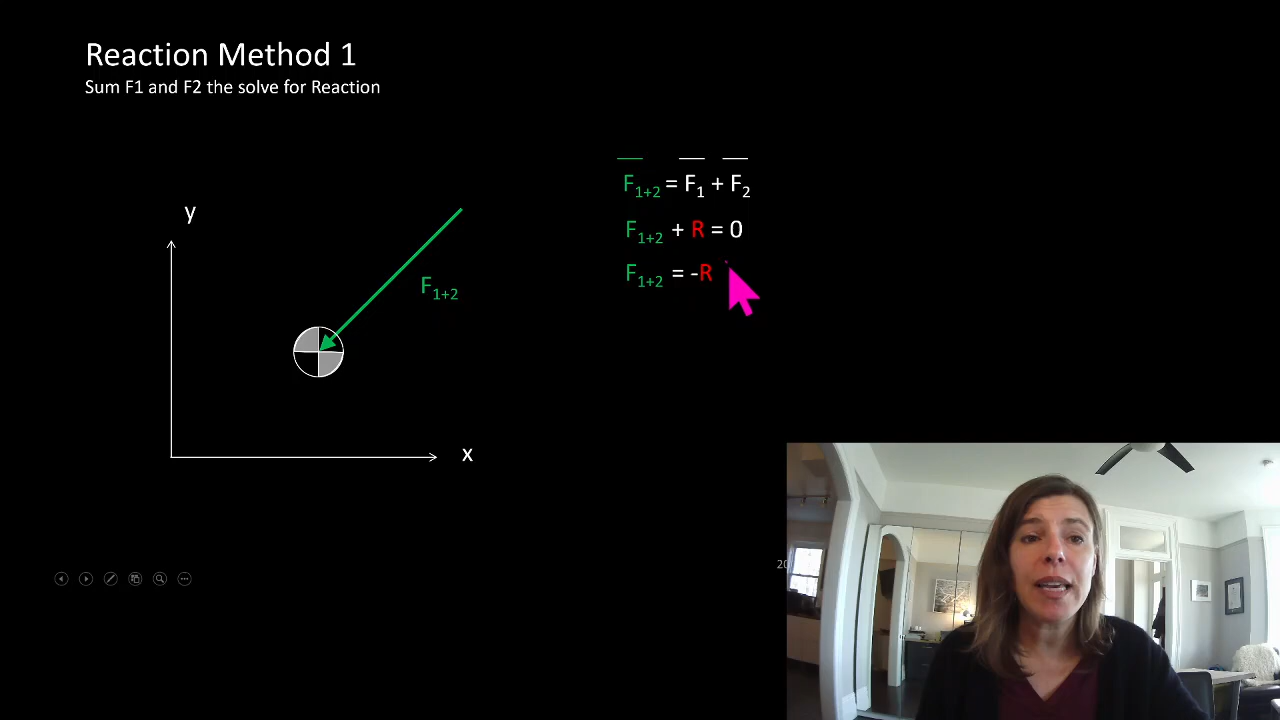 Reaction Method 1
Sum F1 and F2 the solve for Reaction
F1+2 = F1 + F2
F1+2 + R = 0
F1+2 = -R
y
F1+2
x
20